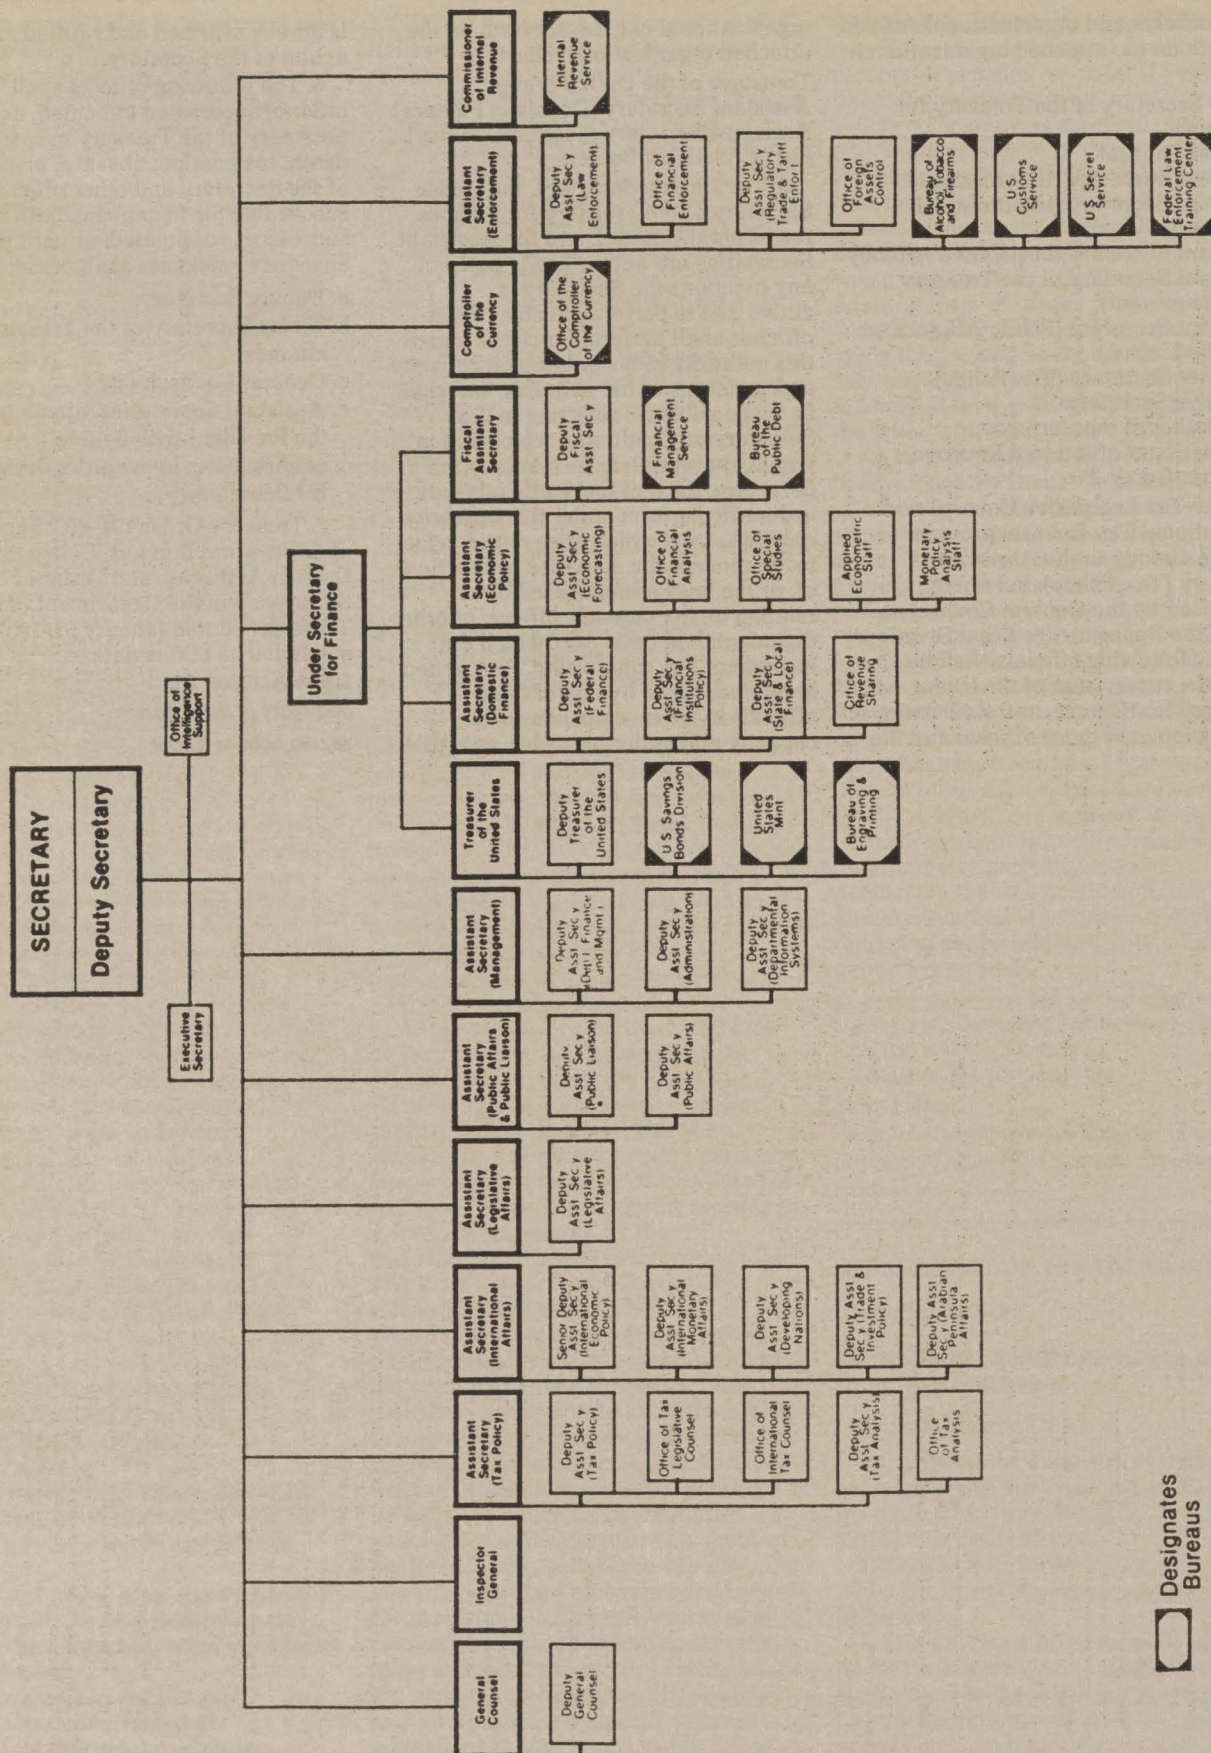 SECRETARY
Deputy Secretary
Executive
Secretary
Office of
Intelligence
Support
Under Secretary
for Finance
General
Counsel
Deputy
General
Counsel
Inspector
General
Assistant
Secretary
(Tax Policy)
Deputy
Asst Sec y
(Tax Policy)
Office of Tax
Legislative
Counsel
Office of
International
Tax Counsel
Deputy
Asst Sec y
(Tax Analysis)
Office
of Tax
Analysis
Assistant
Secretary
(International
Affairs)
Senior Deputy
Asst Sec y
(International
Economic
Policy)
Deputy
Asst Sec y
(International
Monetary
Affairs)
Deputy
Asst Sec y
(Developing
Nations)
Deputy Asst
Sec y (Trade &
Investment
Policy)
Deputy Asst
Sec y (Arabian
Peninsula
Affairs)
Assistant
Secretary
(Legislative
Affairs)
Deputy
Asst Sec y
(Legislative
Affairs)
Assistant
Secretary
(Public Affairs
& Public Liaison)
Deputy
Asst Sec y
(Public Liaison)
Deputy
Asst Sec y
(Public Affairs)
Assistant
Secretary
(Management)
Deputy
Asst Sec y
(Dept Finance
and Mgmt)
Deputy
Asst Sec y
(Administration)
Deputy
Asst Sec y
(Departmental
Information
Systems)
Treasurer
of the
United States
Deputy
Treasurer
of the
United States
U S Savings
Bonds Division
United
States
Mint
Bureau of
Engraving &
Printing
Assistant
Secretary
(Domestic
Finance)
Deputy
Asst Sec y
(Federal
Finance)
Deputy
Asst Sec y
(Financial
Institutions
Policy)
Deputy
Asst Sec y
(State & Local
Finance)
Office of
Revenue
Sharing
Assistant
Secretary
(Economic
Policy)
Deputy
Asst Sec y
(Economic
Forecasting)
Office of
Financial
Analysis
Office of
Special
Studies
Applied
Econometric
Staff
Monetary
Policy
Analysis
Staff
Fiscal
Assistant
Secretary
Deputy
Fiscal
Asst Sec y
Financial
Management
Service
Bureau
of the
Public Debt
Comptroller
of the
Currency
Office of the
Comptroller
of the Currency
Assistant
Secretary
(Enforcement)
Deputy
Asst Sec y
(Law
Enforcement)
Office of
Financial
Enforcement
Deputy
Asst Sec y
(Regulatory
Trade & Tariff
Enfor )
Office of
Foreign
Assets
Control
Bureau of
Alcohol Tobacco
and Firearms
U S
Customs
Service
U S Secret
Service
Federal Law
Enforcement
Training Center
Commissioner
of Internal
Revenue
Internal
Revenue
Service
Designates
Bureaus